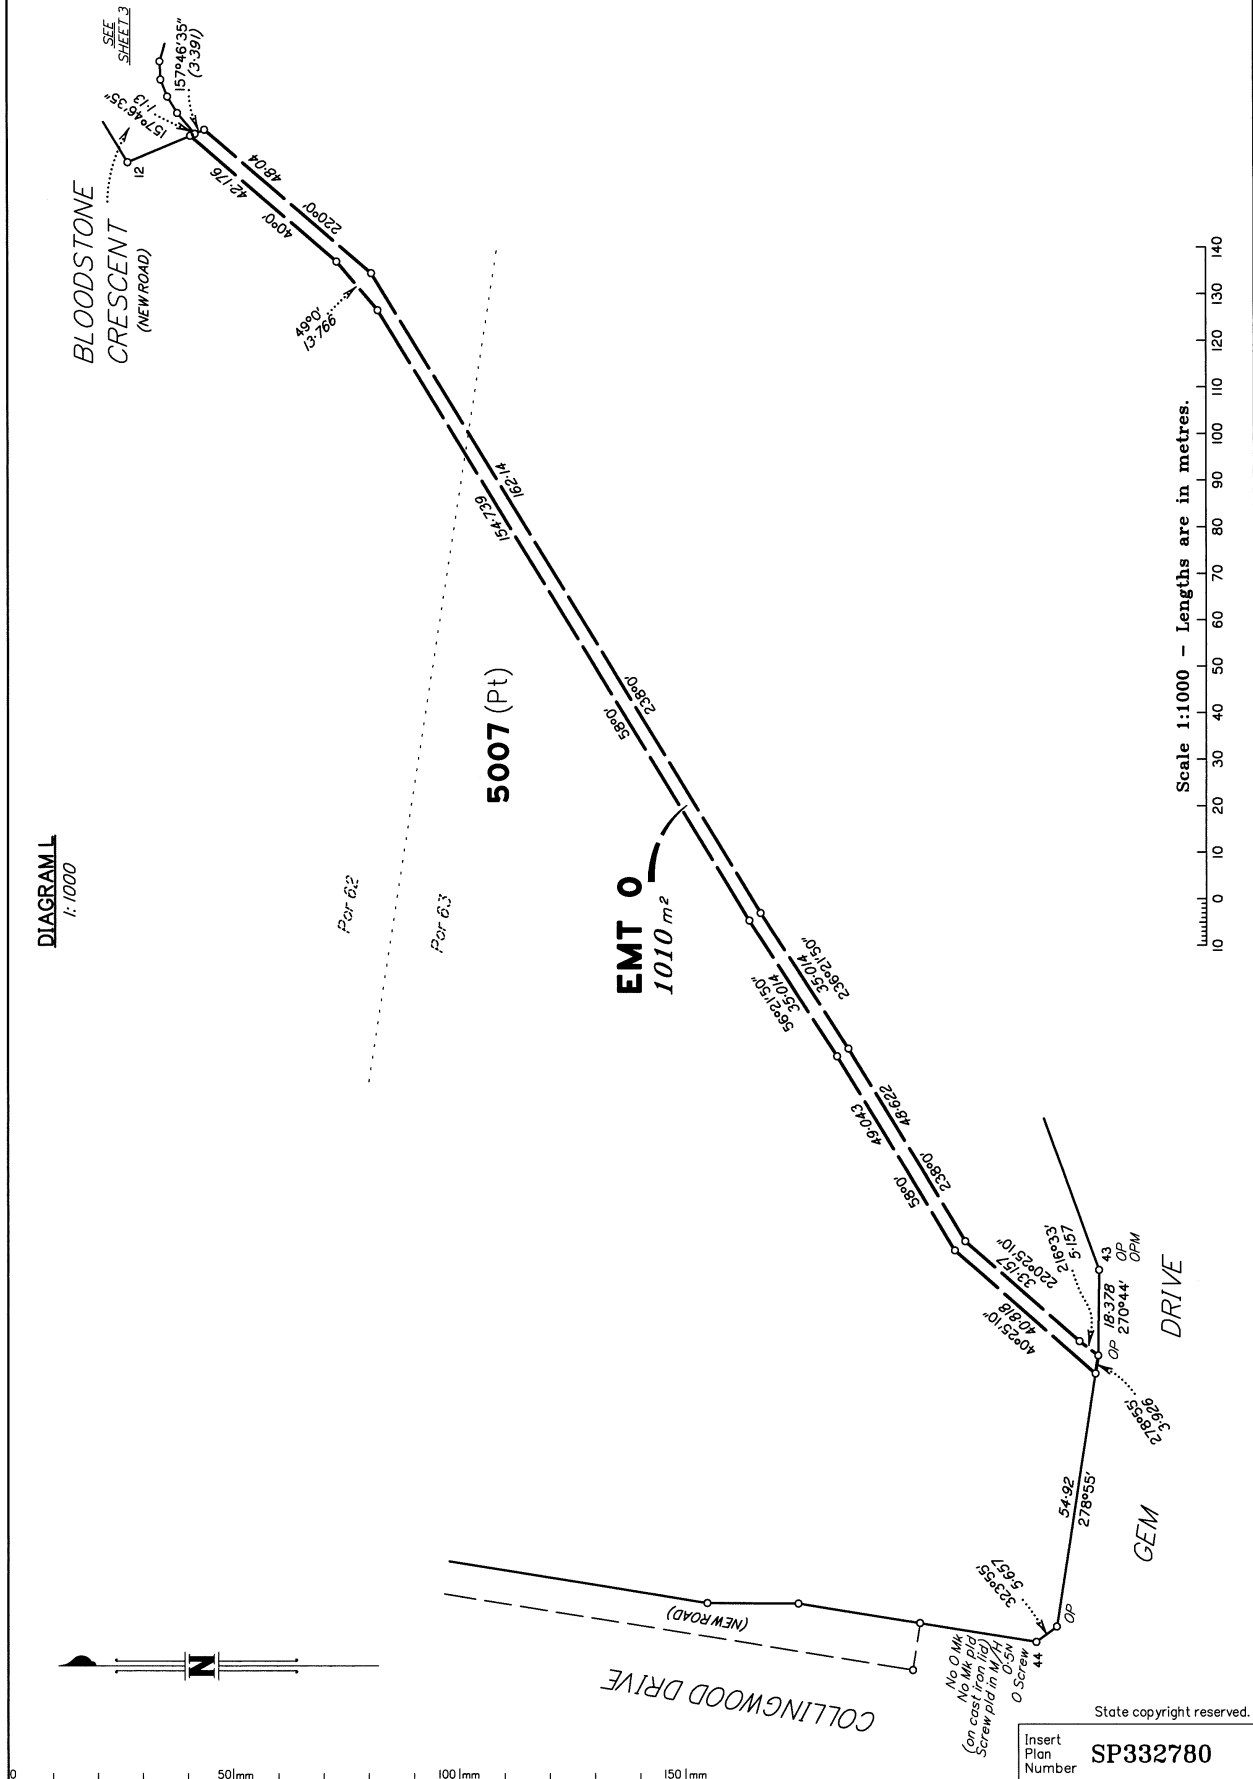 DIAGRAM L
1:1000
SEE
SHEET 3
BLOODSTONE
CRESCENT
(NEW ROAD)
157°46'35"
1·13
157°46'35"
(3·391)
12
40°0'
42·176
220°0'
48·04
49°0'
13·766
154·739
162·14
58°0'
238°0'
Por 62
Por 63
5007 (Pt)
EMT O
1010 m²
56°21'50"
35·014
35·014
236°21'50"
58°0'
49·043
238°0'
48·622
40°25'10"
40·818
33·157
220°25'10"
216°33'
5·157
43
OP
OPM
OP
18·378
270°44'
278°55'
3·926
54·92
278°55'
GEM
DRIVE
323°55'
5·657
OP
44
No O Mk
No Mk pld
(on cast iron lid)
Screw pld in M/H
0·5N
O Screw
(NEW ROAD)
COLLINGWOOD DRIVE
N
Scale 1:1000 – Lengths are in metres.
10 0 10 20 30 40 50 60 70 80 90 100 110 120 130 140
State copyright reserved.
Insert
Plan
Number
SP332780
0 50mm 100mm 150mm